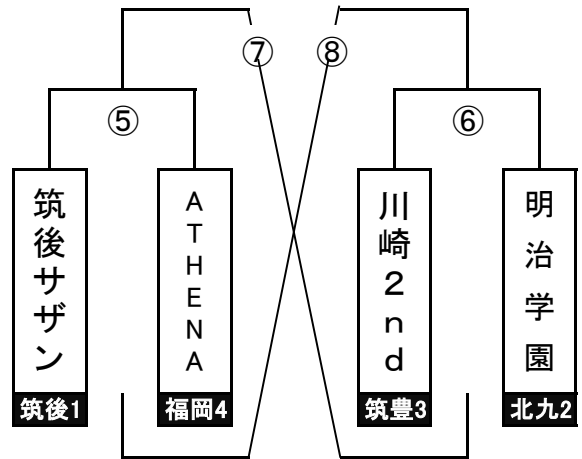 ⑦ ⑧
⑤ ⑥
筑後サザン
ATHENA
川崎2nd
明治学園
筑後1 福岡4 筑豊3 北九2